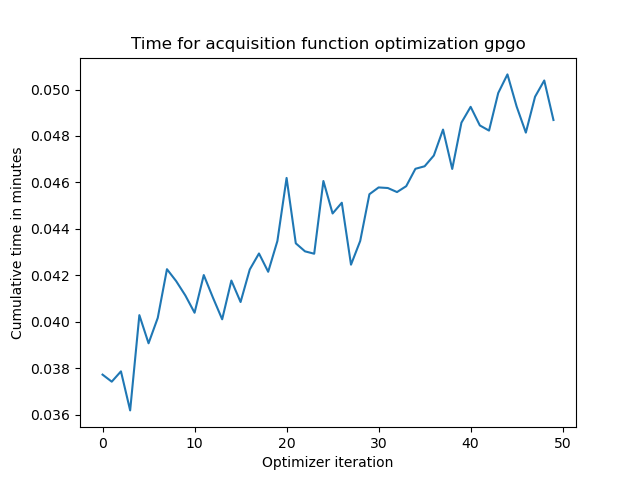 Time for acquisition function optimization gpgo
Cumulative time in minutes
0.050
0.048
0.046
0.044
0.042
0.040
0.038
0.036
0 10 20 30 40 50
Optimizer iteration